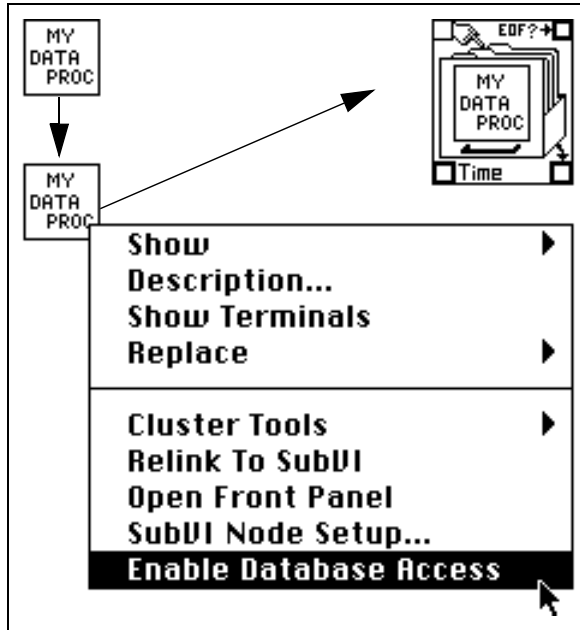 MY
DATA
PROC
EOF?
MY
DATA
PROC
Time
MY
DATA
PROC
Show
Description...
Show Terminals
Replace
Cluster Tools
Relink To SubVI
Open Front Panel
SubVI Node Setup...
Enable Database Access